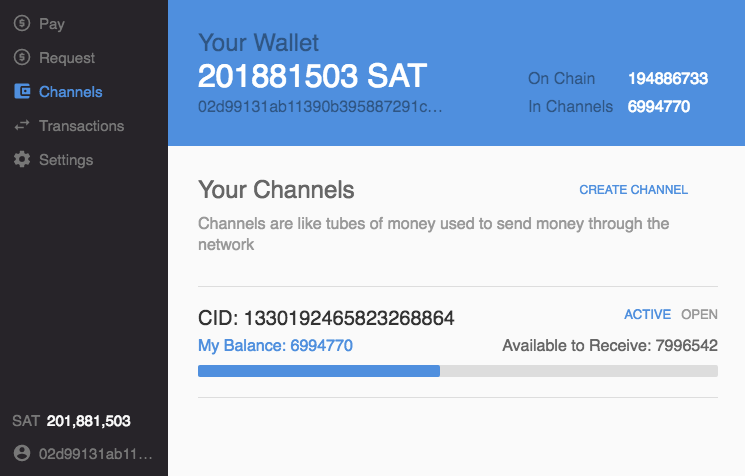 Pay
Request
Channels
Transactions
Settings
SAT 201,881,503
02d99131ab11...
Your Wallet
201881503 SAT
02d99131ab11390b395887291c...
On Chain 194886733
In Channels 6994770
Your Channels
CREATE CHANNEL
Channels are like tubes of money used to send money through the
network
CID: 1330192465823268864
ACTIVE OPEN
My Balance: 6994770
Available to Receive: 7996542